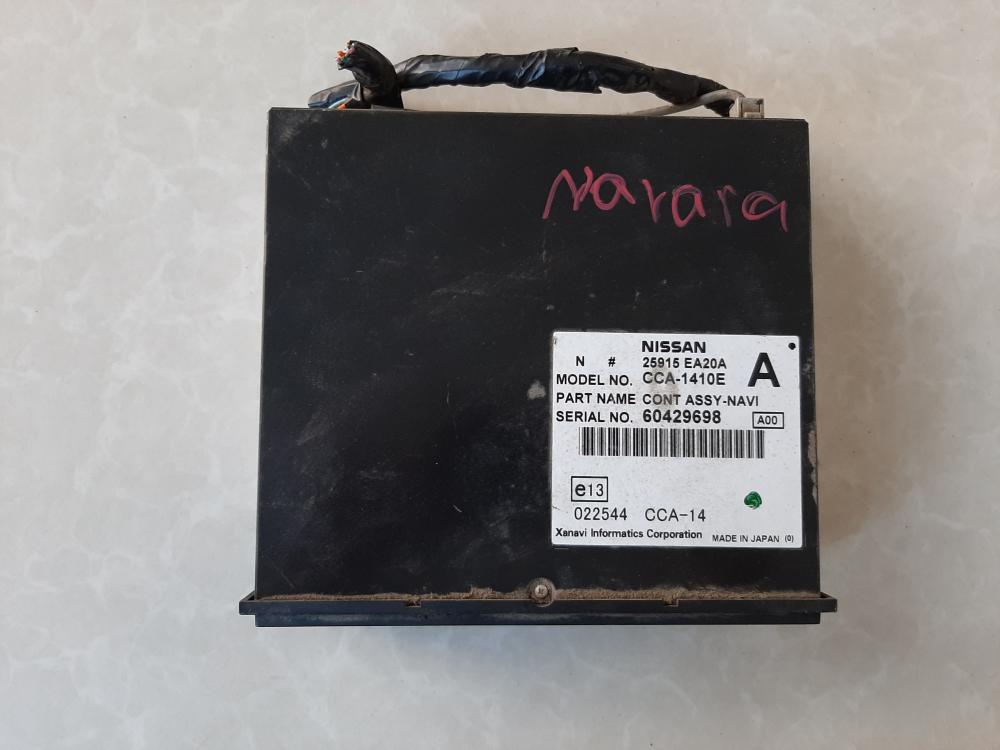 Navara
NISSAN
N # 25915 EA20A
A
MODEL NO. CCA-1410E
PART NAME CONT ASSY-NAVI
SERIAL NO. 60429698
A00
e13
022544 CCA-14
Xanavi Informatics Corporation MADE IN JAPAN (0)